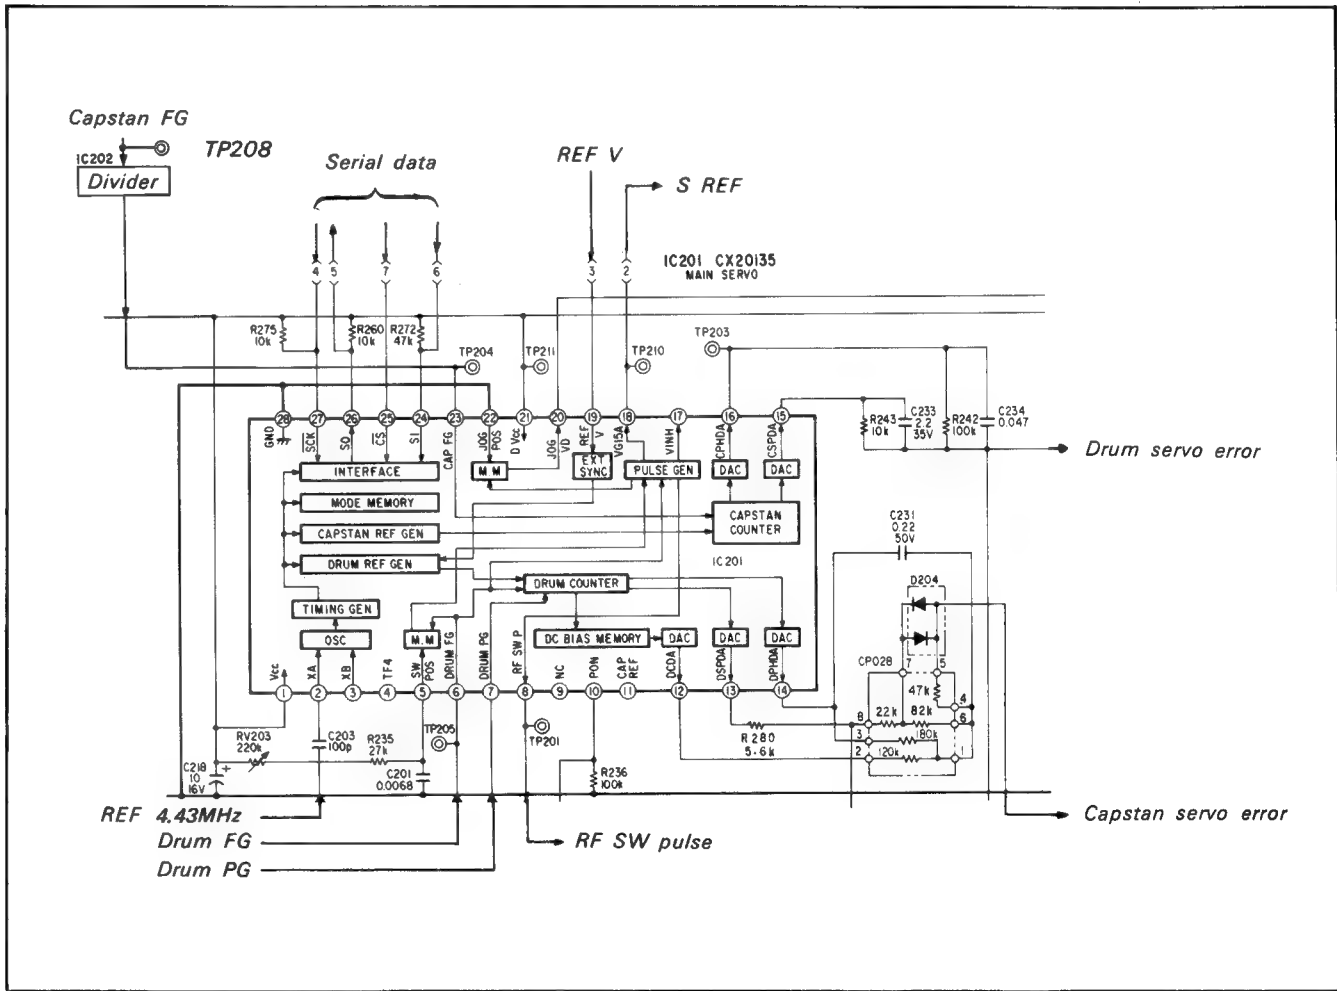 Capstan FG
TP208
IC202
Divider
Serial data
REF V
S REF
4
5
7
6
3
2
IC201 CX20135
MAIN SERVO
R275
10k
R260
10k
R272
47k
TP204
TP211
TP210
TP203
28
27
26
25
24
23
22
21
20
19
18
17
16
15
GND
SCK
SO
CS
SI
CAP FG
JOG
POS
D Vcc
JOG
VD
REF
V
VG15A
VINH
CPHDA
CSPDA
R243
10k
C233
2.2
35V
R242
100k
C234
0.047
Drum servo error
INTERFACE
M.M
EXT
SYNC
PULSE GEN
DAC
DAC
MODE MEMORY
CAPSTAN REF GEN
CAPSTAN
COUNTER
DRUM REF GEN
IC201
DRUM COUNTER
TIMING GEN
OSC
M.M
DC BIAS MEMORY
DAC
DAC
DAC
C231
0.22
50V
D204
CP028
7
5
47k
4
8
22k
82k
6
3
180k
2
120k
1
Vcc
XA
XB
TF4
SW
POS
DRUM FG
DRUM PG
RF SW P
NC
PON
CAP
REF
DCDA
DSPDA
DPHDA
1
2
3
4
5
6
7
8
9
10
11
12
13
14
RV203
220k
C203
100p
R235
27k
TP205
TP201
R280
5.6k
C218
10
16V
+
C201
0.0068
R236
100k
REF 4.43MHz
Drum FG
Drum PG
RF SW pulse
Capstan servo error